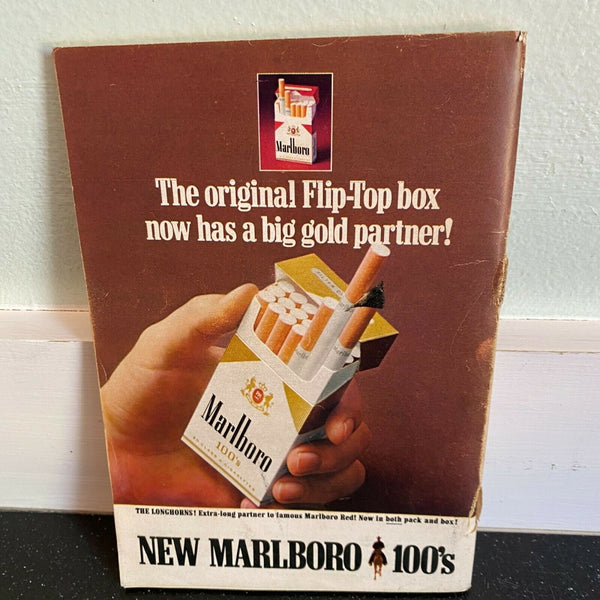 Marlboro
The original Flip-Top box
now has a big gold partner!
Marlboro
100's
THE LONGHORNS! Extra-long partner to famous Marlboro Red! Now in both pack and box!
NEW MARLBORO 100's